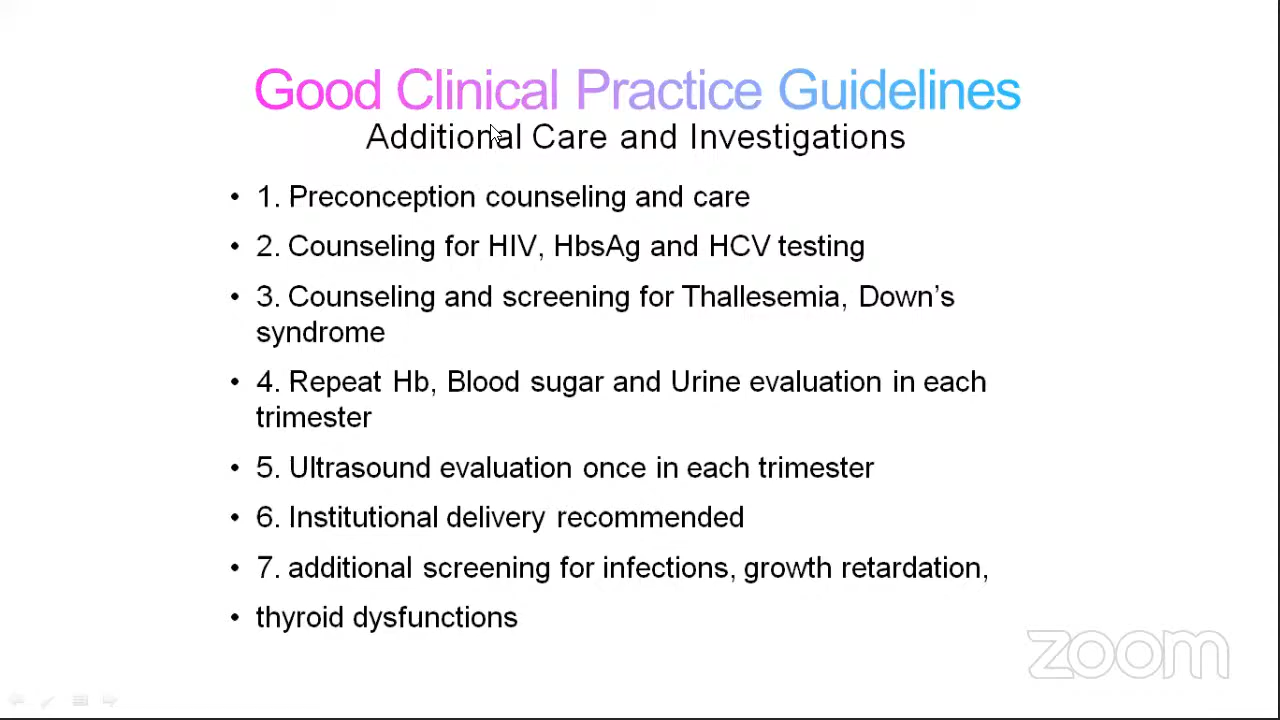 Good Clinical Practice Guidelines
Additional Care and Investigations
• 1. Preconception counseling and care
• 2. Counseling for HIV, HbsAg and HCV testing
• 3. Counseling and screening for Thallesemia, Down's
syndrome
• 4. Repeat Hb, Blood sugar and Urine evaluation in each
trimester
• 5. Ultrasound evaluation once in each trimester
• 6. Institutional delivery recommended
• 7. additional screening for infections, growth retardation,
• thyroid dysfunctions
zoom